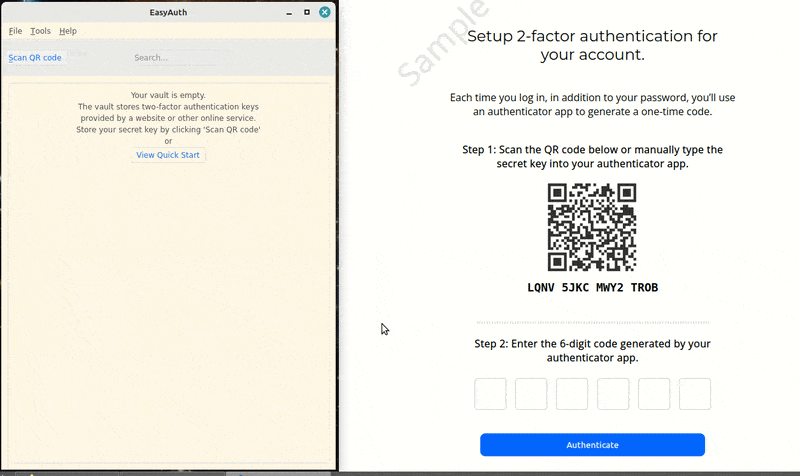 EasyAuth
File Tools Help
Scan QR code
Search...
Your vault is empty.
The vault stores two-factor authentication keys
provided by a website or other online service.
Store your secret key by clicking 'Scan QR code'
or
View Quick Start
Sample
Setup 2-factor authentication for
your account.
Each time you log in, in addition to your password, you'll use
an authenticator app to generate a one-time code.
Step 1: Scan the QR code below or manually type the
secret key into your authenticator app.
LQNV 5JKC MWY2 TROB
Step 2: Enter the 6-digit code generated by your
authenticator app.
Authenticate